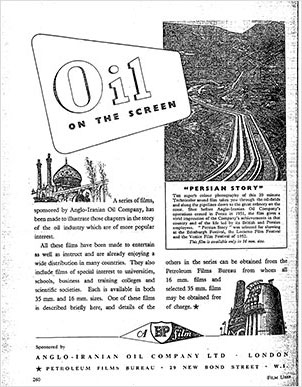 Oil
ON THE SCREEN
"PERSIAN STORY"
The superb colour photography of this 20 minute
Technicolor sound film takes you through the oil-fields
and along the pipelines down to the great refinery on the
coast. Shot before Anglo-Iranian Oil Company's
operations ceased in Persia in 1951, the film gives a
vivid impression of the Company's achievements in that
country and of the life led by its British and Persian
employees. "Persian Story" was selected for showing
at the Edinburgh Festival, the Locarno Film Festival
and the Venice Film Festival of 1952.
This film is available only in 16 mm. size.
A series of films,
sponsored by Anglo-Iranian Oil Company, has
been made to illustrate those chapters in the story
of the oil industry which are of more popular
interest.
All these films have been made to entertain
as well as instruct and are already enjoying a
wide distribution in many countries. They also
include films of special interest to universities,
schools, business and training colleges and
scientific societies. Each is available in both
35 mm. and 16 mm. sizes. One of these films
is described briefly here, and details of the
others in the series can be obtained from the
Petroleum Films Bureau from whom all
16 mm. films and
selected 35 mm. films
may be obtained free
of charge. ★
A BP film
Sponsored by
ANGLO-IRANIAN OIL COMPANY LTD · LONDON
★ PETROLEUM FILMS BUREAU · 29 NEW BOND STREET · W.1.
260
FILM USER